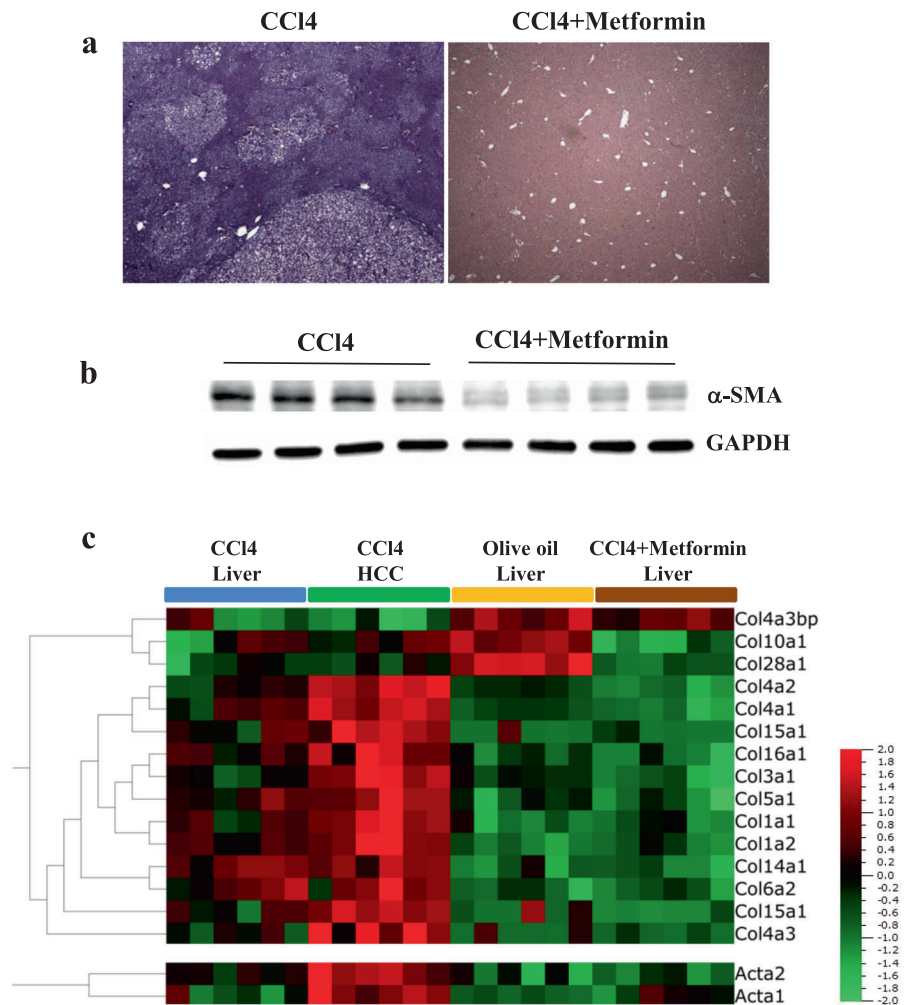 CCl4 CCl4+Metformin
a
CCl4 CCl4+Metformin
b
α-SMA
GAPDH
c
CCl4 CCl4 Olive oil CCl4+Metformin
Liver HCC Liver Liver
Col4a3bp
Col10a1
Col28a1
Col4a2
Col4a1
Col15a1
Col16a1
Col3a1
Col5a1
Col1a1
Col1a2
Col14a1
Col6a2
Col15a1
Col4a3
Acta2
Acta1
2.0
1.8
1.6
1.4
1.2
1.0
0.8
0.6
0.4
0.2
0.0
-0.2
-0.4
-0.6
-0.8
-1.0
-1.2
-1.4
-1.6
-1.8
-2.0